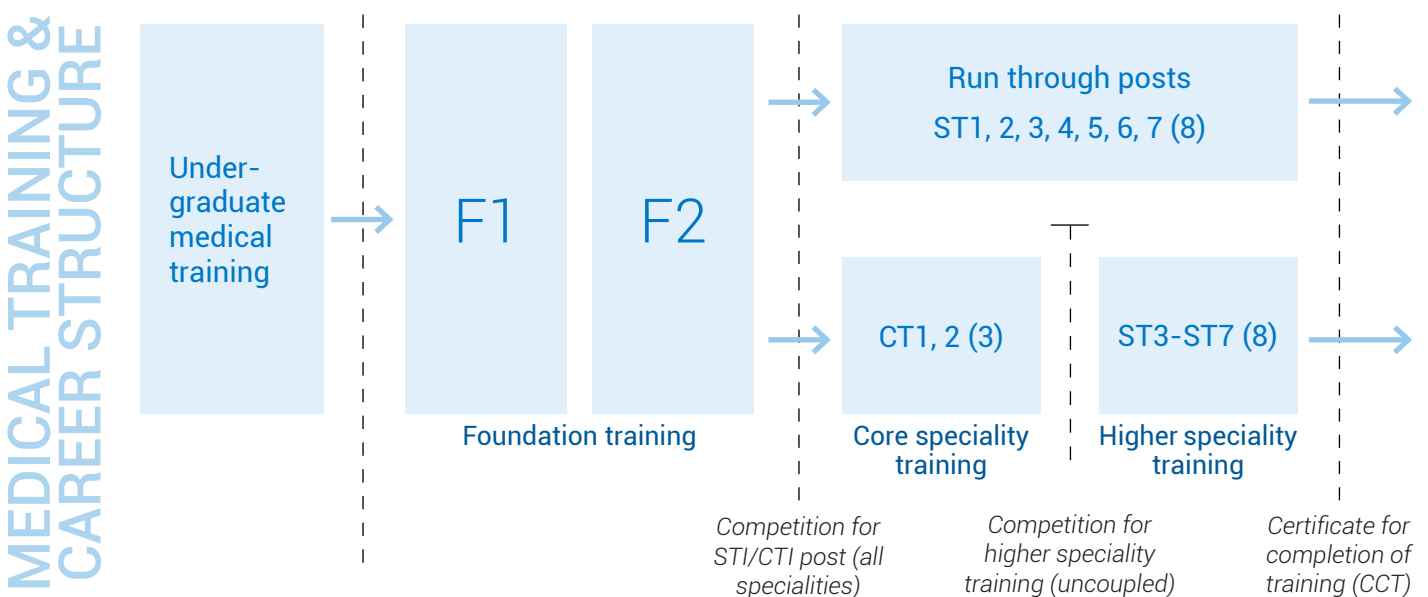 MEDICAL TRAINING &
CAREER STRUCTURE
Under-
graduate
medical
training
F1
F2
Foundation training
Run through posts
ST1, 2, 3, 4, 5, 6, 7 (8)
CT1, 2 (3)
Core speciality
training
ST3-ST7 (8)
Higher speciality
training
Competition for
STI/CTI post (all
specialities)
Competition for
higher speciality
training (uncoupled)
Certificate for
completion of
training (CCT)